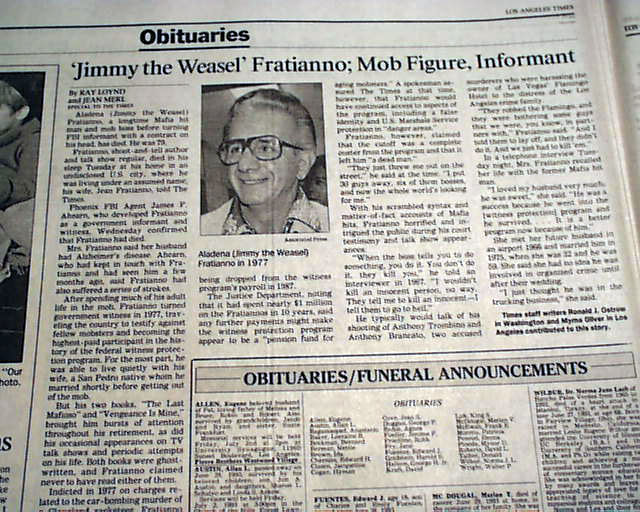 LOS ANGELES TIMES
Obituaries
'Jimmy the Weasel' Fratianno; Mob Figure, Informant
By RAY LOYND
and JEAN MERL
SPECIAL TO THE TIMES
Aladena (Jimmy the Weasel)
Fratianno, a longtime Mafia hit
man and mob boss before turning
FBI informant with a contract on
his head, has died. He was 79.
Fratianno, shoot-and-tell author
and talk show regular, died in his
sleep Tuesday at his home in an
undisclosed U.S. city, where he
was living under an assumed name,
his wife, Jean Fratianno, told The
Times.
Phoenix FBI Agent James P.
Ahearn, who developed Fratianno
as a government informant and
witness, Wednesday confirmed
that Fratianno had died.
Mrs. Fratianno said her husband
had Alzheimer's disease. Ahearn,
who had kept in touch with Fra-
tianno and had seen him a few
months ago, said Fratianno had
also suffered a series of strokes.
After spending much of his adult
life in the mob, Fratianno turned
government witness in 1977, trav-
eling the country to testify against
fellow mobsters and becoming the
highest-paid participant in the his-
tory of the federal witness protec-
tion program. For the most part, he
was able to live quietly with his
wife, a San Pedro native whom he
married shortly before getting out
of the mob.
But his two books, "The Last
Mafioso" and "Vengeance Is Mine,"
brought him bursts of attention
throughout his retirement, as did
his occasional appearances on TV
talk shows and periodic attempts
on his life. Both books were ghost-
written, and Fratianno claimed
never to have read either of them.
Indicted in 1977 on charges re-
lated to the car-bombing murder of
Fratianno
Associated Press
Aladena (Jimmy the Weasel)
Fratianno in 1977
being dropped from the witness
program's payroll in 1987.
The Justice Department, noting
that it had spent nearly $1 million
on the Fratiannos in 10 years, said
any further payments might make
the witness protection program
appear to be a "pension fund for
aging mobsters." A spokesman as-
sured The Times at that time,
however, that Fratianno would
have continued access to aspects of
the program, including a false
identity and U.S. Marshals Service
protection in "danger areas."
Fratianno, however, claimed
that the cutoff was a complete
ouster from the program and that it
left him "a dead man."
"They just threw me out on the
street," he said at the time. "I put
30 guys away, six of them bosses,
and now the whole world's looking
for me."
With his scrambled syntax and
matter-of-fact accounts of Mafia
hits, Fratianno horrified and in-
trigued the public during his court
testimony and talk show appear-
ances.
"When the boss tells you to do
something, you do it. You don't do
it, they kill you," he told an
interviewer in 1987. "I wouldn't
kill an innocent person, no way.
They tell me to kill an innocent—I
tell them to go to hell."
He typically would talk of his
shooting of Anthony Trombino and
Anthony Brancato, two accused
murderers who were harassing the
owner of Las Vegas' Flamingo
Hotel to the distress of the Los
Angeles crime family.
"They robbed the Flamingo, and
they were bothering some guys
that we were, you know, in part-
ners with," Fratianno said. "And I
told them to lay off, and they didn't
do it. And we just had to kill 'em."
In a telephone interview Tues-
day night, Mrs. Fratianno recalled
her life with the former Mafia hit
man.
"I loved my husband very much;
he was sweet," she said. "He was a
success because he went into the
[witness protection] program and
he survived. . . . It is a better
program now because of him."
She met her future husband in
an airport 1966 and married him in
1975, when she was 32 and he was
59. She said she had no idea he was
involved in organized crime until
after their wedding.
"I just thought he was in the
trucking business," she said.
Times staff writers Ronald J. Ostrow
in Washington and Myrna Oliver in Los
Angeles contributed to this story.
"Our
hoto.
OBITUARIES/FUNERAL ANNOUNCEMENTS
OBITUARIES
ALLEN, Eugene
AUSTIN, Allen L.
FUENTES, Edward J.
MC DOUGAL, Marian T.
WILBUR, Dr. Norma Jean